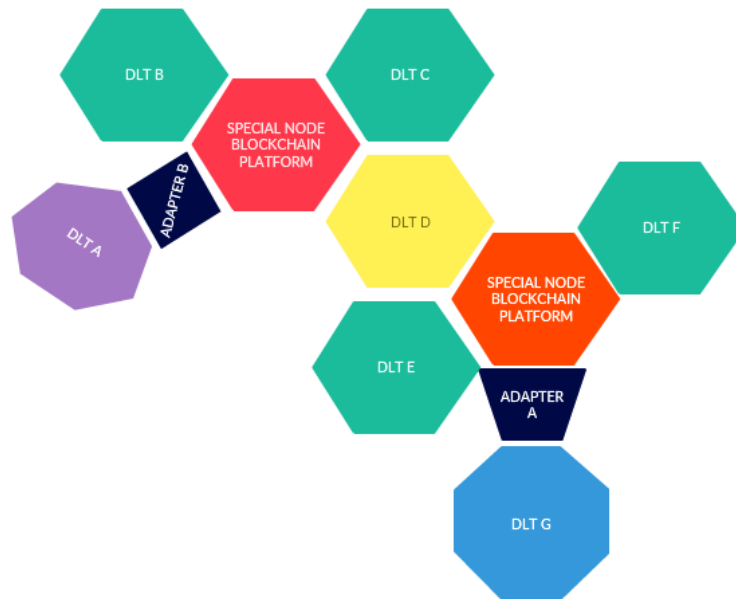 DLT B
DLT C
SPECIAL NODE
BLOCKCHAIN
PLATFORM
ADAPTER B
DLT A
DLT D
DLT F
SPECIAL NODE
BLOCKCHAIN
PLATFORM
DLT E
ADAPTER
A
DLT G